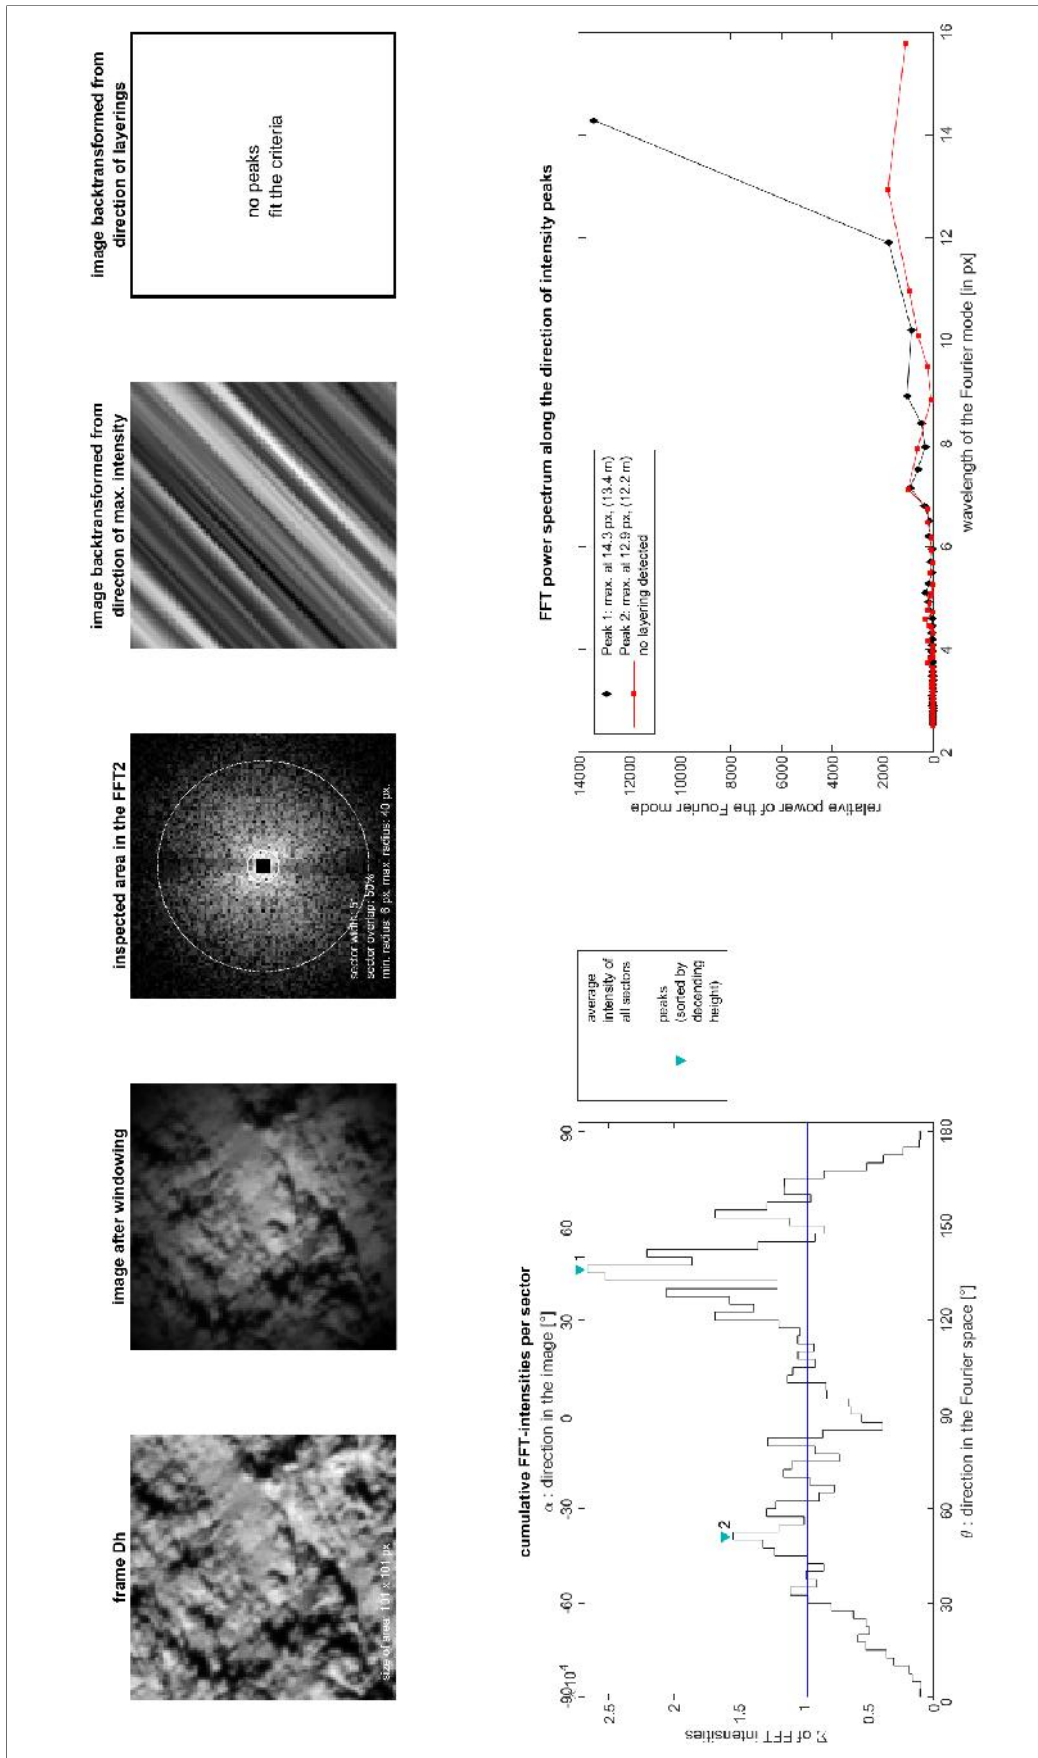 frame Dh
size of area: 101 x 101 px
image after windowing
inspected area in the FFT2
sector width: 5°
sector overlap: 50%
min. radius: 6 px, max. radius: 40 px.
image backtransformed from
direction of max. intensity
image backtransformed from
direction of layerings
no peaks
fit the criteria
cumulative FFT-intensities per sector
α : direction in the image [°]
-90 -60 -30 0 30 60 90
10⁴
2.5
2
1.5
1
0.5
0
Σ of FFT intensities
1
2
0 30 60 90 120 150 180
θ : direction in the Fourier space [°]
average
intensity of
all sectors
peaks
(sorted by
decending
height)
FFT power spectrum along the direction of intensity peaks
14000
12000
10000
8000
6000
4000
2000
0
relative power of the Fourier mode
Peak 1: max. at 14.3 px, (13.4 m)
Peak 2: max. at 12.9 px, (12.2 m)
no layering detected
2 4 6 8 10 12 14 16
wavelength of the Fourier mode [in px]